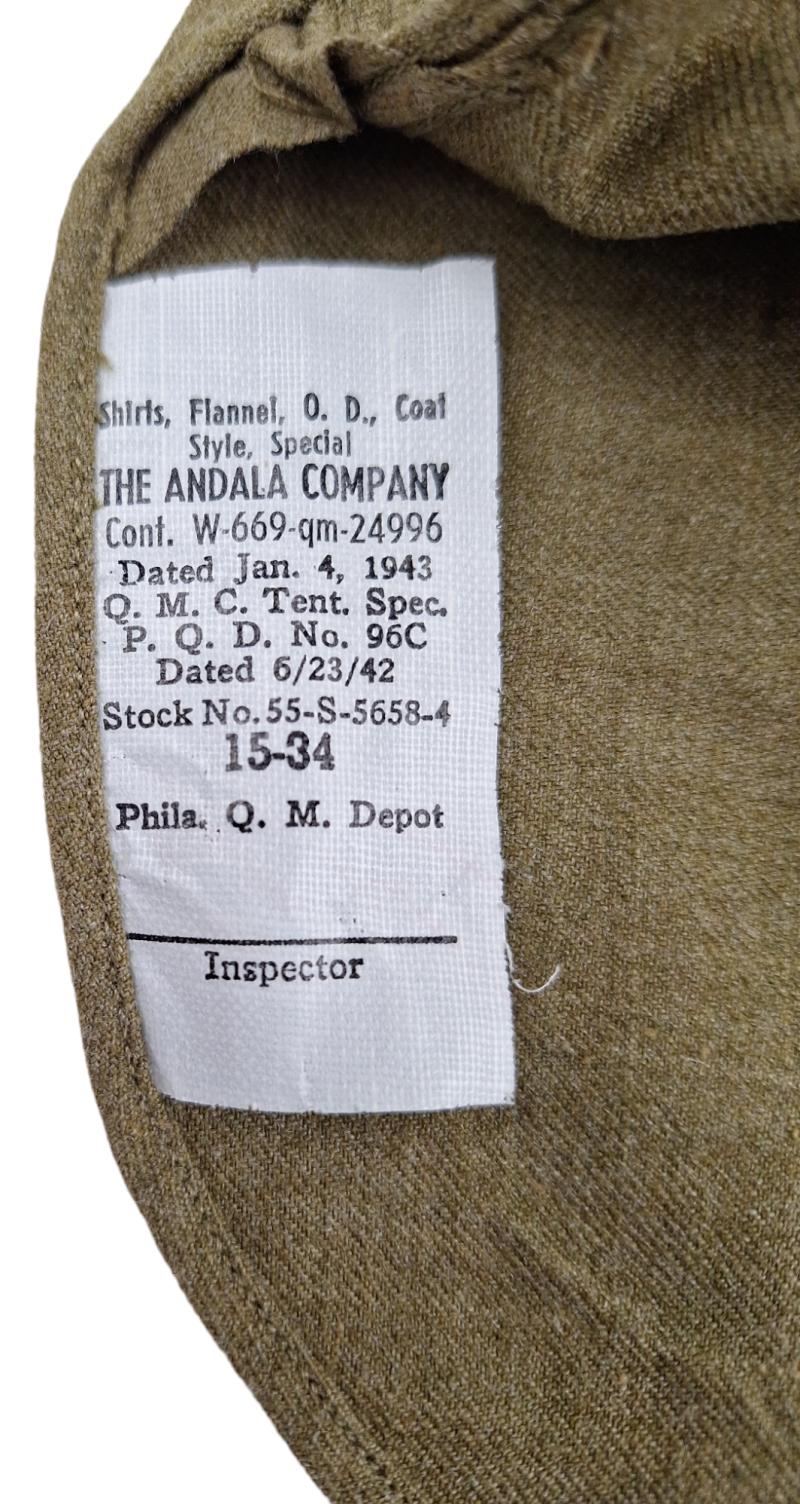 Shirts, Flannel, O. D., Coat
Style, Special
THE ANDALA COMPANY
Cont. W-669-qm-24996
Dated Jan. 4, 1943
Q. M. C. Tent. Spec.
P. Q. D. No. 96C
Dated 6/23/42
Stock No. 55-S-5658-4
15-34
Phila. Q. M. Depot
Inspector